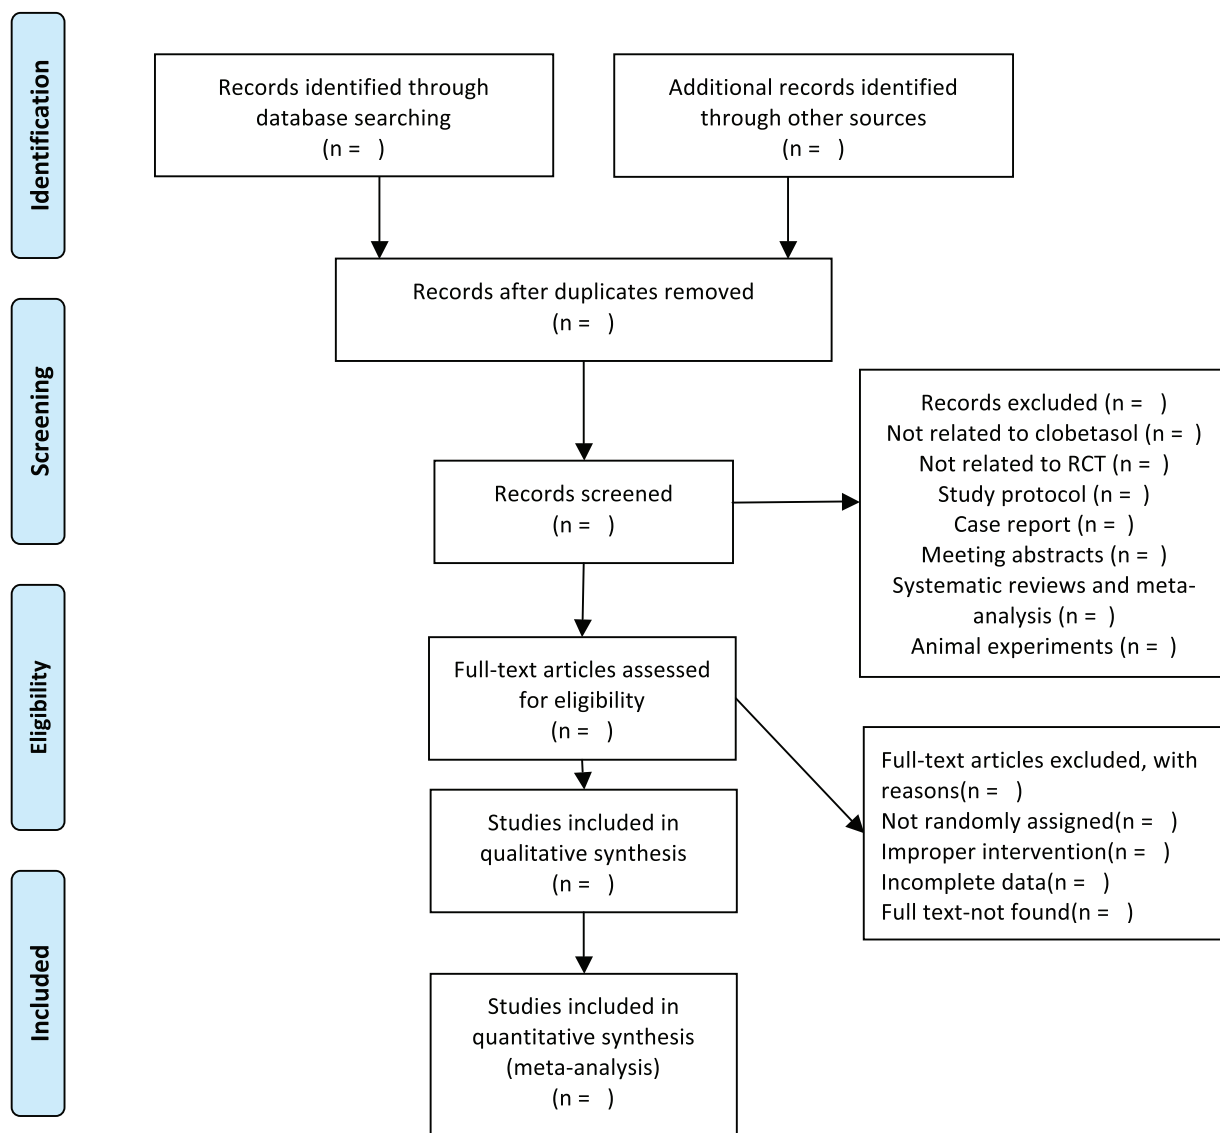 Identification
Records identified through
database searching
(n =   )
Additional records identified
through other sources
(n =   )
Records after duplicates removed
(n =   )
Screening
Records screened
(n =   )
Records excluded (n =   )
Not related to clobetasol (n =  )
Not related to RCT (n =  )
Study protocol (n =  )
Case report (n =  )
Meeting abstracts (n =  )
Systematic reviews and meta-
analysis (n =  )
Animal experiments (n =  )
Eligibility
Full-text articles assessed
for eligibility
(n =   )
Full-text articles excluded, with
reasons(n =   )
Not randomly assigned(n =   )
Improper intervention(n =   )
Incomplete data(n =   )
Full text-not found(n =   )
Studies included in
qualitative synthesis
(n =   )
Included
Studies included in
quantitative synthesis
(meta-analysis)
(n =   )